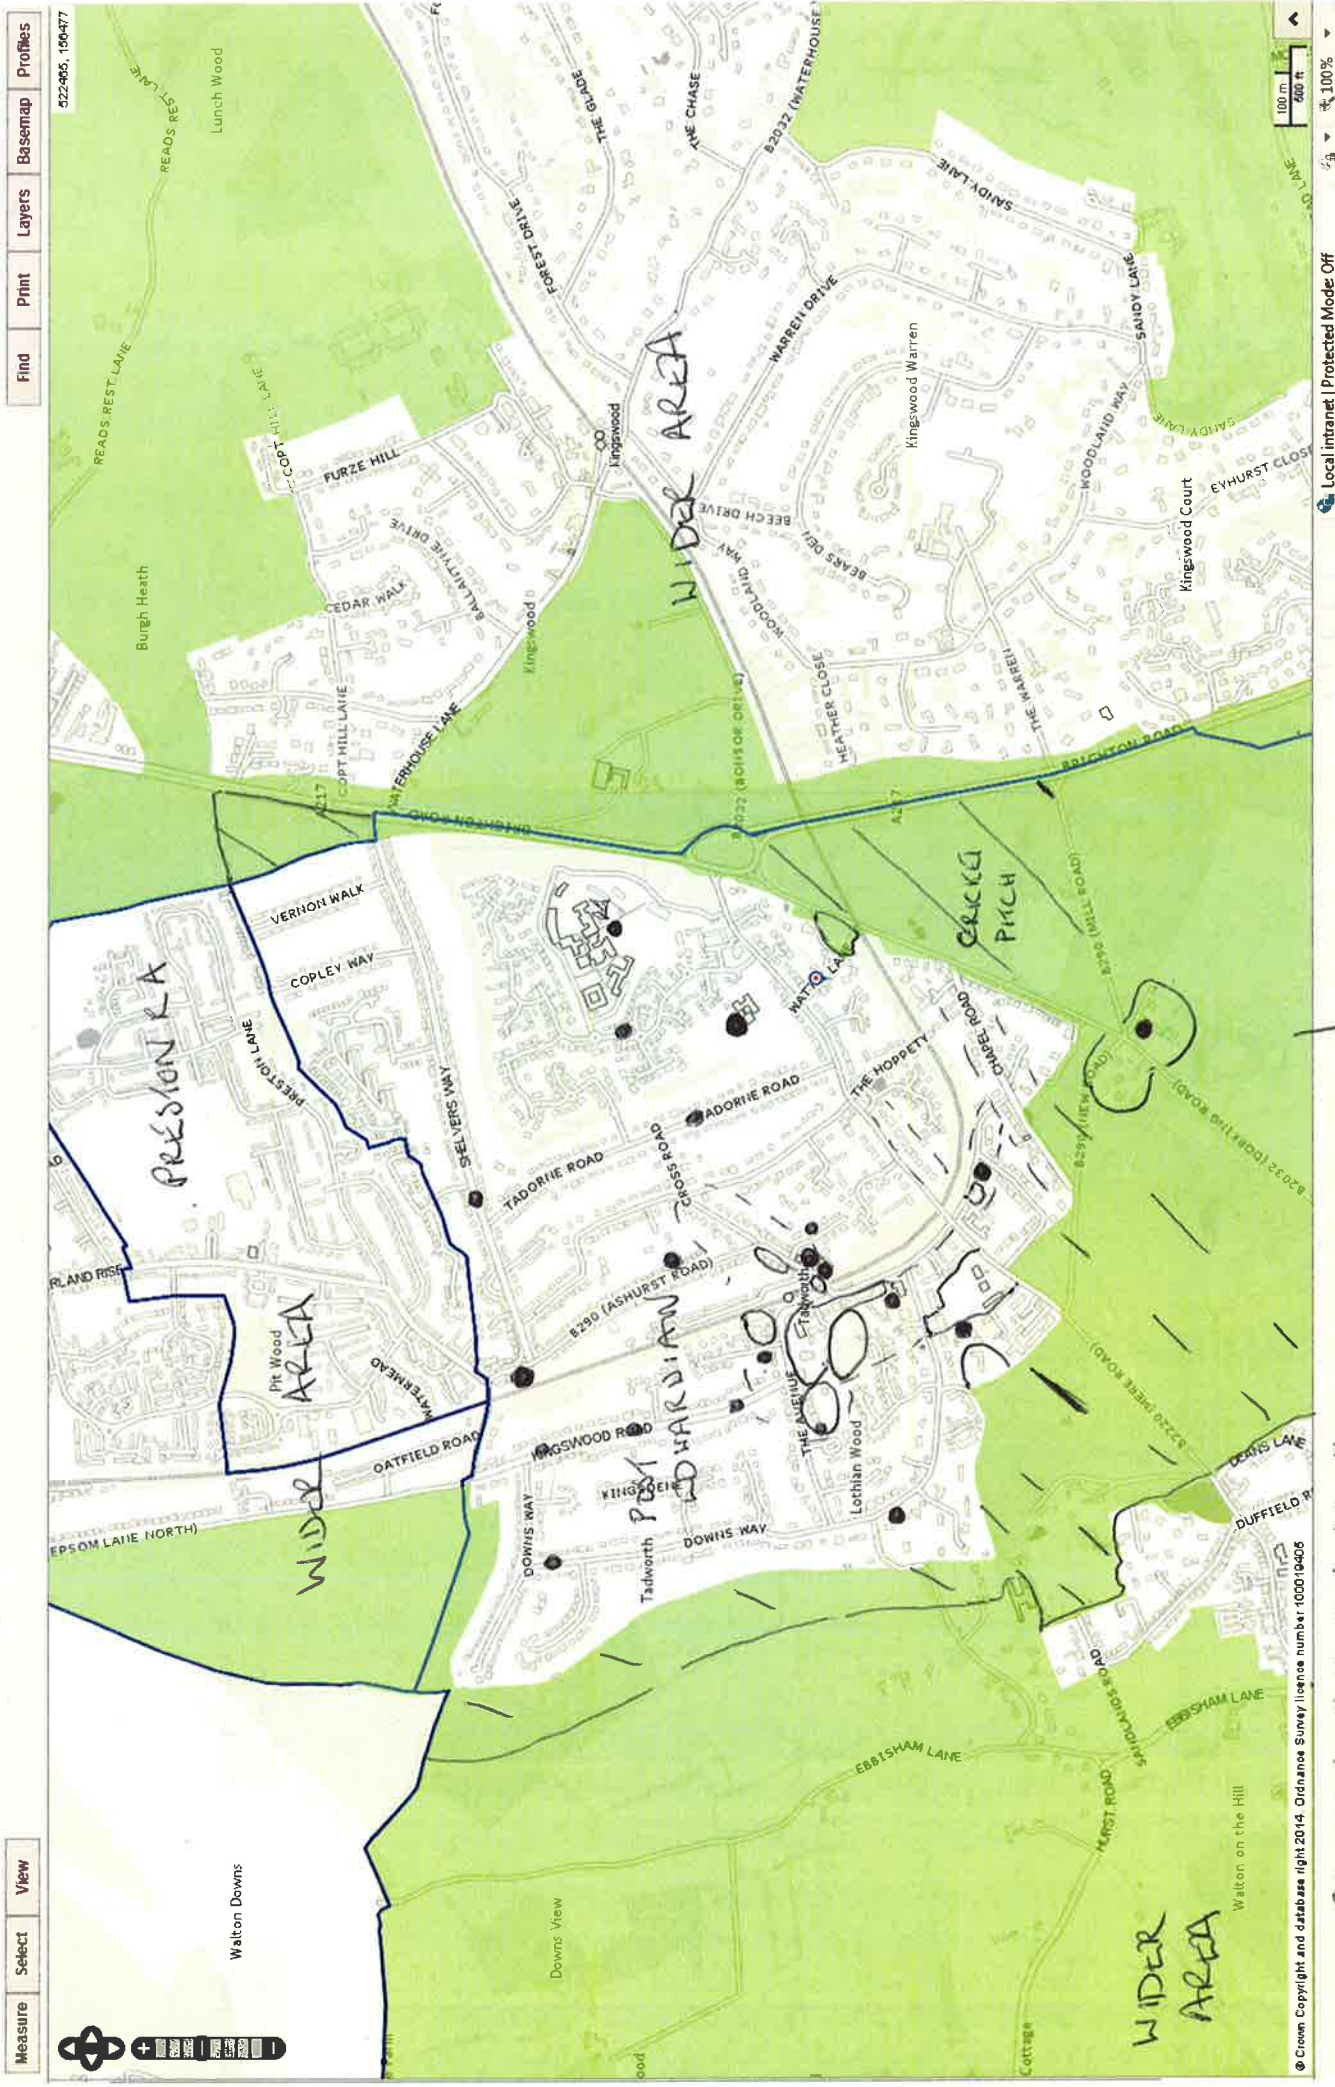 Measure
Select
View
Find
Print
Layers
Basemap
Profiles
522465, 156477
READS REST LANE
READS REST LANE
Lunch Wood
Burgh Heath
COPT HILL LANE
FURZE HILL
CEDAR WALK
BALLANTYNE DRIVE
COPT HILL LANE
WATERHOUSE LANE
A217
BRIGHTON ROAD
Kingswood
Kingswood
FOREST DRIVE
THE GLADE
THE CHASE
B2032 (WATERHOUSE
WIDER AREA
WARREN DRIVE
SANDY LANE
SANDY LANE
SANDY LANE
Kingswood Warren
BEECH DRIVE
BEARS DEN
WOODLAND WAY
WOODLAND WAY
Kingswood Court
EYHURST CLOSE
HEATHER CLOSE
THE WARREN
BRIGHTON ROAD
B2032 (BONSOR DRIVE)
A217
Walton Downs
EPSOM LANE NORTH)
WIDER
AREA
Pit Wood
PRESTON RA
RLAND RISE
PRESTON LANE
VERNON WALK
COPLEY WAY
SHELVERS WAY
WATERMEAD
OATFIELD ROAD
TADORNE ROAD
TADORNE ROAD
CROSS ROAD
B290 (ASHURST ROAD)
KINGSWOOD ROAD
DOWNS WAY
DOWNS WAY
Tadworth
POST
EDWARDIAN
THE AVENUE
Tadworth
Lothian Wood
THE HOPPETY
CHAPEL ROAD
CRICKET
PITCH
B290 (MILL ROAD)
B290 (NEW ROAD)
B2032 (DORKING ROAD)
B2220 (MERE ROAD)
DEANS LANE
DUFFIELD R
SANDLANDS ROAD
EBBISHAM LANE
EBBISHAM LANE
HURST ROAD
Downs View
Cottage
Walton on the Hill
WIDER
AREA
100 m
500 ft
© Crown Copyright and database right 2014. Ordnance Survey licence number 100019405
Local intranet | Protected Mode: Off
100%